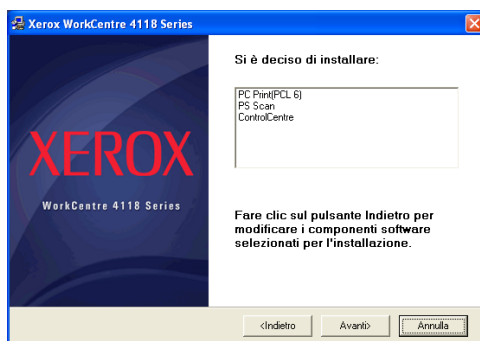 Xerox WorkCentre 4118 Series
Si è deciso di installare:
PC Print(PCL 6)
PS Scan
ControlCentre
XEROX
WorkCentre 4118 Series
Fare clic sul pulsante Indietro per
modificare i componenti software
selezionati per l'installazione.
<Indietro
Avanti>
Annulla